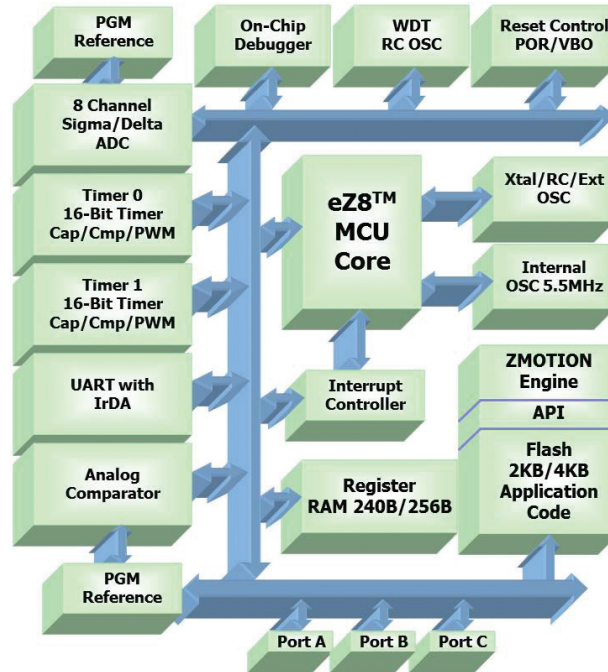 PGM
Reference
On-Chip
Debugger
WDT
RC OSC
Reset Control
POR/VBO
8 Channel
Sigma/Delta
ADC
Timer 0
16-Bit Timer
Cap/Cmp/PWM
eZ8™
MCU
Core
Xtal/RC/Ext
OSC
Internal
OSC 5.5MHz
Timer 1
16-Bit Timer
Cap/Cmp/PWM
ZMOTION
Engine
API
Flash
2KB/4KB
Application
Code
UART with
IrDA
Interrupt
Controller
Analog
Comparator
Register
RAM 240B/256B
PGM
Reference
Port A
Port B
Port C